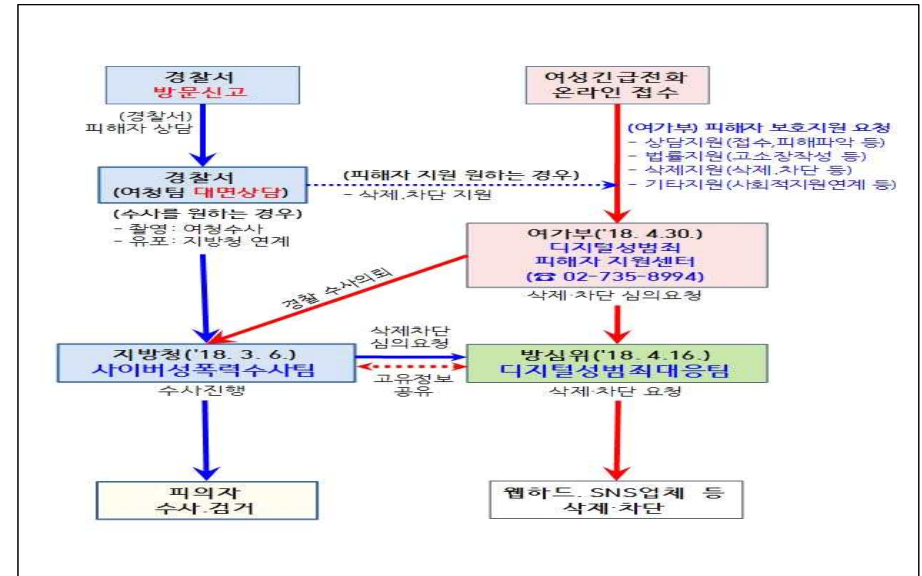 경찰서
방문신고
여성긴급전화
온라인 접수
(경찰서)
피해자 상담
(여가부) 피해자 보호지원 요청
- 상담지원(접수,피해파악 등)
- 법률지원(고소장작성 등)
- 삭제지원(삭제,차단 등)
- 기타지원(사회적지원연계 등)
경찰서
(여청팀 대면상담)
(피해자 지원 원하는 경우)
- 삭제,차단 지원
(수사를 원하는 경우)
- 촬영: 여청수사
- 유포: 지방청 연계
여가부('18. 4.30.)
디지털성범죄
피해자 지원센터
(☎ 02-735-8994)
경찰 수사의뢰
삭제·차단 심의요청
지방청('18. 3. 6.)
사이버성폭력수사팀
수사진행
삭제차단
심의요청
고유정보
공유
방심위('18. 4.16.)
디지털성범죄대응팀
삭제·차단 요청
피의자
수사.검거
웹하드. SNS업체 등
삭제·차단